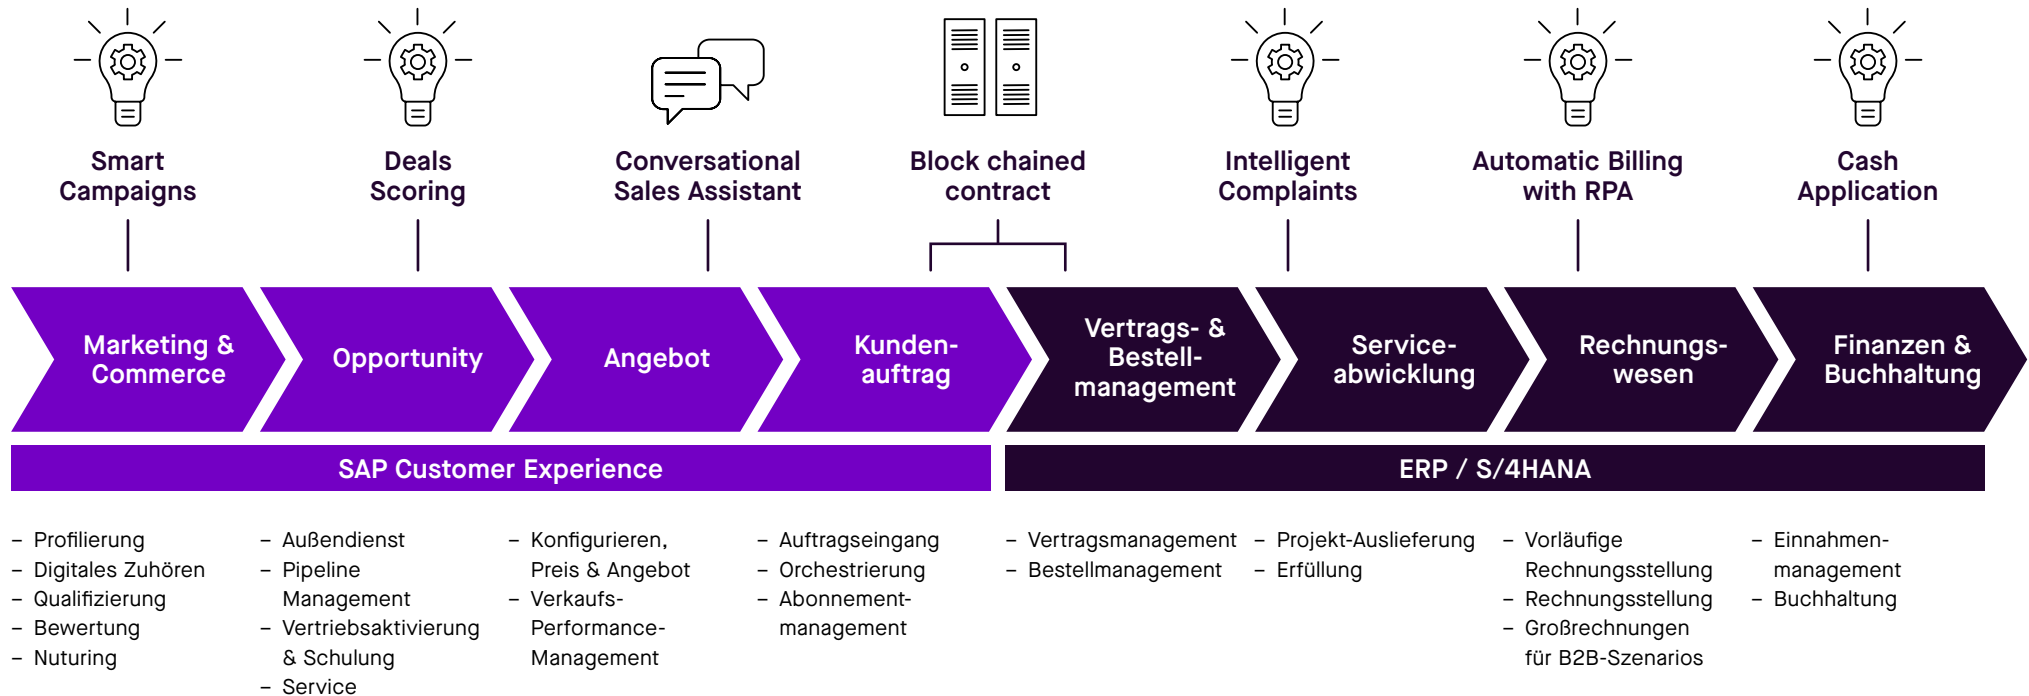 Smart
Campaigns
Deals
Scoring
Conversational
Sales Assistant
Block chained
contract
Intelligent
Complaints
Automatic Billing
with RPA
Cash
Application
Marketing &
Commerce
Opportunity
Angebot
Kunden-
auftrag
Vertrags- &
Bestell-
management
Service-
abwicklung
Rechnungs-
wesen
Finanzen &
Buchhaltung
SAP Customer Experience
ERP / S/4HANA
– Profilierung
– Digitales Zuhören
– Qualifizierung
– Bewertung
– Nuturing
– Außendienst
– Pipeline
Management
– Vertriebsaktivierung
& Schulung
– Service
– Konfigurieren,
Preis & Angebot
– Verkaufs-
Performance-
Management
– Auftragseingang
– Orchestrierung
– Abonnement-
management
– Vertragsmanagement
– Bestellmanagement
– Projekt-Auslieferung
– Erfüllung
– Vorläufige
Rechnungsstellung
– Rechnungsstellung
– Großrechnungen
für B2B-Szenarios
– Einnahmen-
management
– Buchhaltung